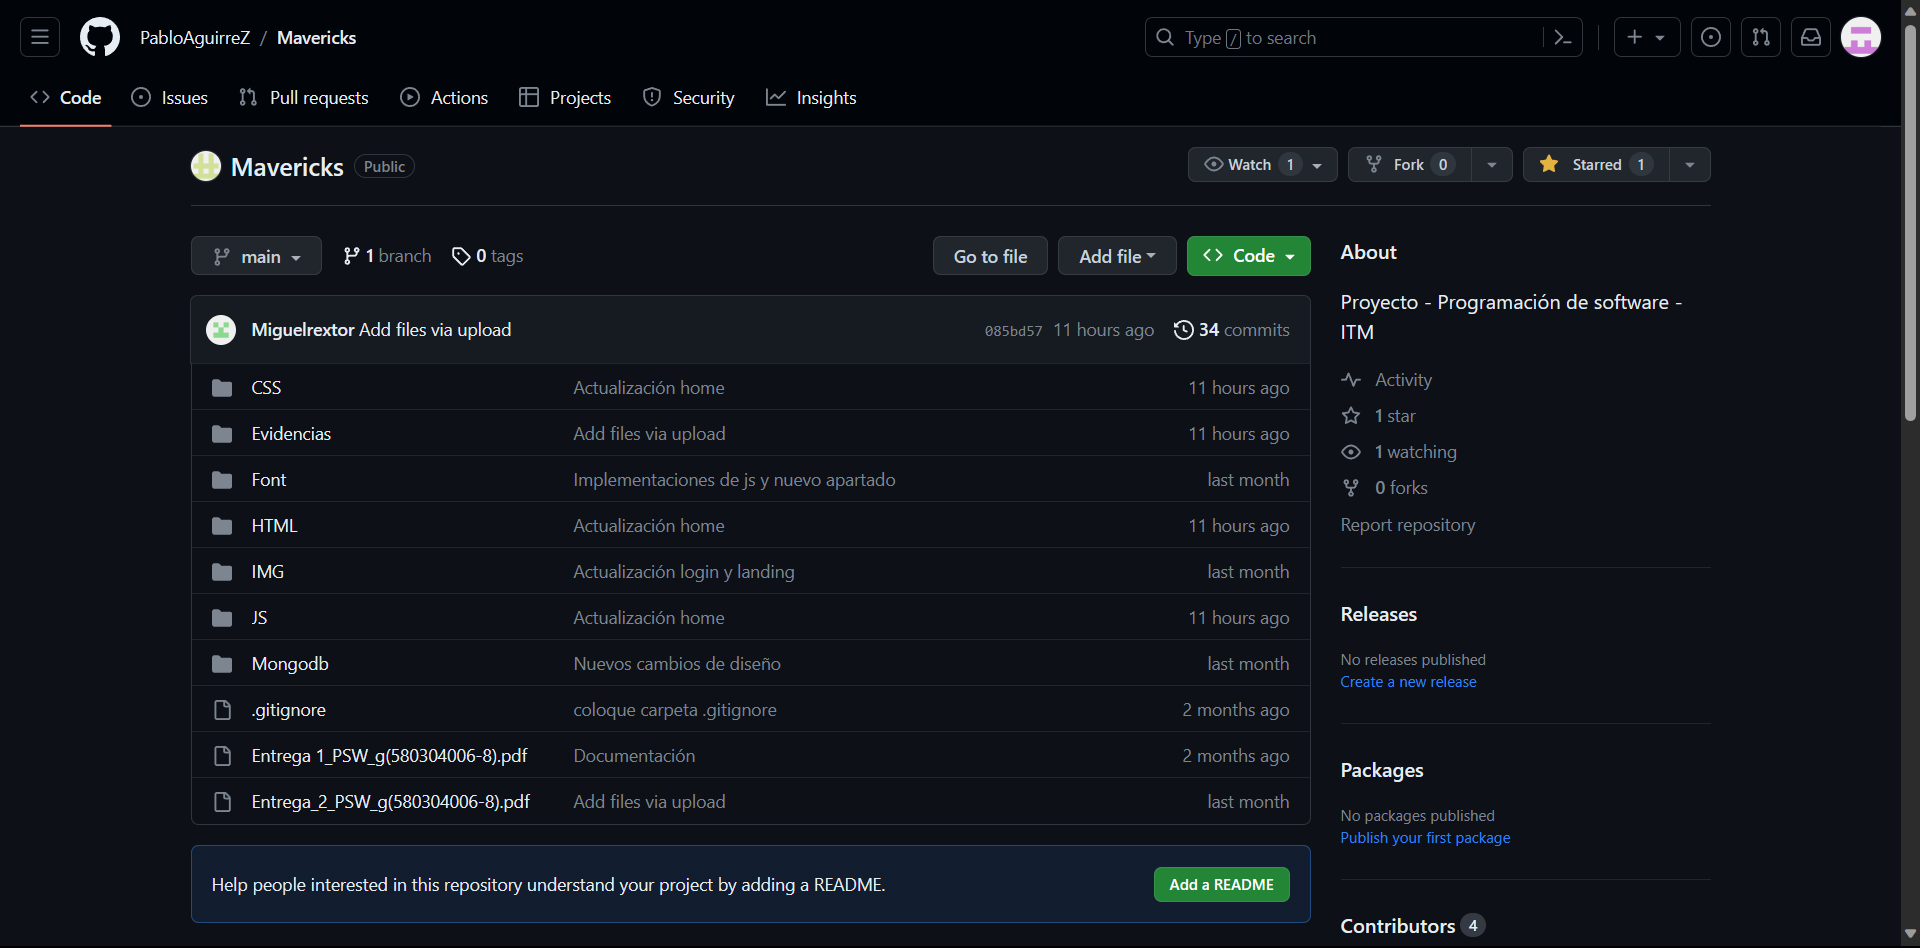 PabloAguirreZ / Mavericks
Type / to search
Code Issues Pull requests Actions Projects Security Insights
Mavericks Public
Watch 1 Fork 0 Starred 1
main 1 branch 0 tags Go to file Add file Code
Miguelrextor Add files via upload 085bd57 11 hours ago 34 commits
CSS Actualización home 11 hours ago
Evidencias Add files via upload 11 hours ago
Font Implementaciones de js y nuevo apartado last month
HTML Actualización home 11 hours ago
IMG Actualización login y landing last month
JS Actualización home 11 hours ago
Mongodb Nuevos cambios de diseño last month
.gitignore coloque carpeta .gitignore 2 months ago
Entrega 1_PSW_g(580304006-8).pdf Documentación 2 months ago
Entrega_2_PSW_g(580304006-8).pdf Add files via upload last month
Help people interested in this repository understand your project by adding a README. Add a README
About
Proyecto - Programación de software -
ITM
Activity
1 star
1 watching
0 forks
Report repository
Releases
No releases published
Create a new release
Packages
No packages published
Publish your first package
Contributors 4